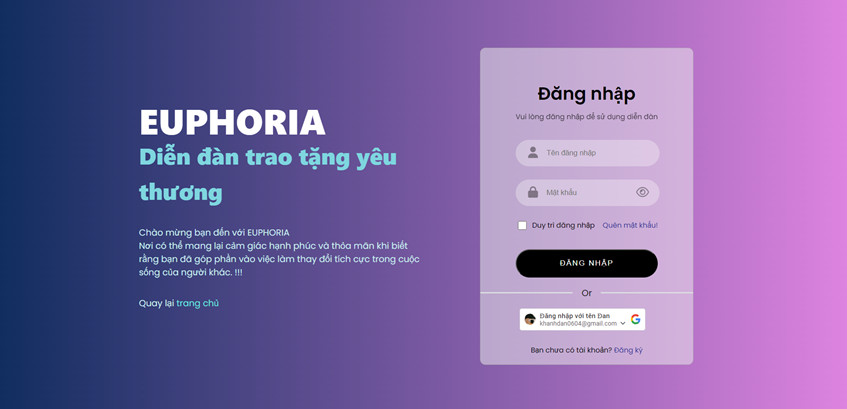 EUPHORIA
Diễn đàn trao tặng yêu
thương
Chào mừng bạn đến với EUPHORIA
Nơi có thể mang lại cảm giác hạnh phúc và thỏa mãn khi biết
rằng bạn đã góp phần vào việc làm thay đổi tích cực trong cuộc
sống của người khác. !!!
Quay lại trang chủ
Đăng nhập
Vui lòng đăng nhập để sử dụng diễn đàn
Tên đăng nhập
Mật khẩu
Duy trì đăng nhập Quên mật khẩu!
ĐĂNG NHẬP
Or
Đăng nhập với tên Dan
khanhdan0604@gmail.com
Bạn chưa có tài khoản? Đăng ký